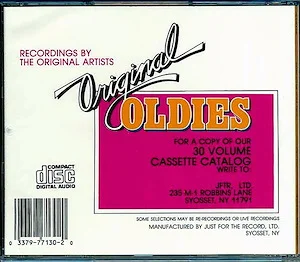 RECORDINGS BY
THE ORIGINAL ARTISTS
Original
OLDIES
FOR A COPY OF OUR
30 VOLUME
CASSETTE CATALOG
WRITE TO:
JFTR, LTD
235 M-1 ROBBINS LANE
SYOSSET, NY 11791
COMPACT
disc
DIGITAL AUDIO
0 3379-77130-2 0
SOME SELECTIONS MAY BE RE-RECORDINGS OR LIVE RECORDINGS
MANUFACTURED BY JUST FOR THE RECORD, LTD.
SYOSSET, NY